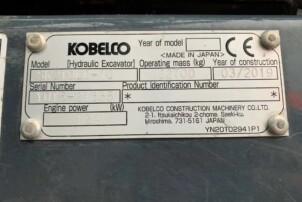 KOBELCO
Year of model
MADE IN JAPAN
CE
Model
[Hydraulic Excavator]
Operating mass (kg)
Year of construction
03/2019
Serial Number
Product Identification Number
*
*
Engine power
(kW)
KOBELCO CONSTRUCTION MACHINERY CO.,LTD.
2-1, Itsukaichikou 2-chome, Saeki-ku,
Hiroshima, 731-5161 JAPAN
YN20T02941P1